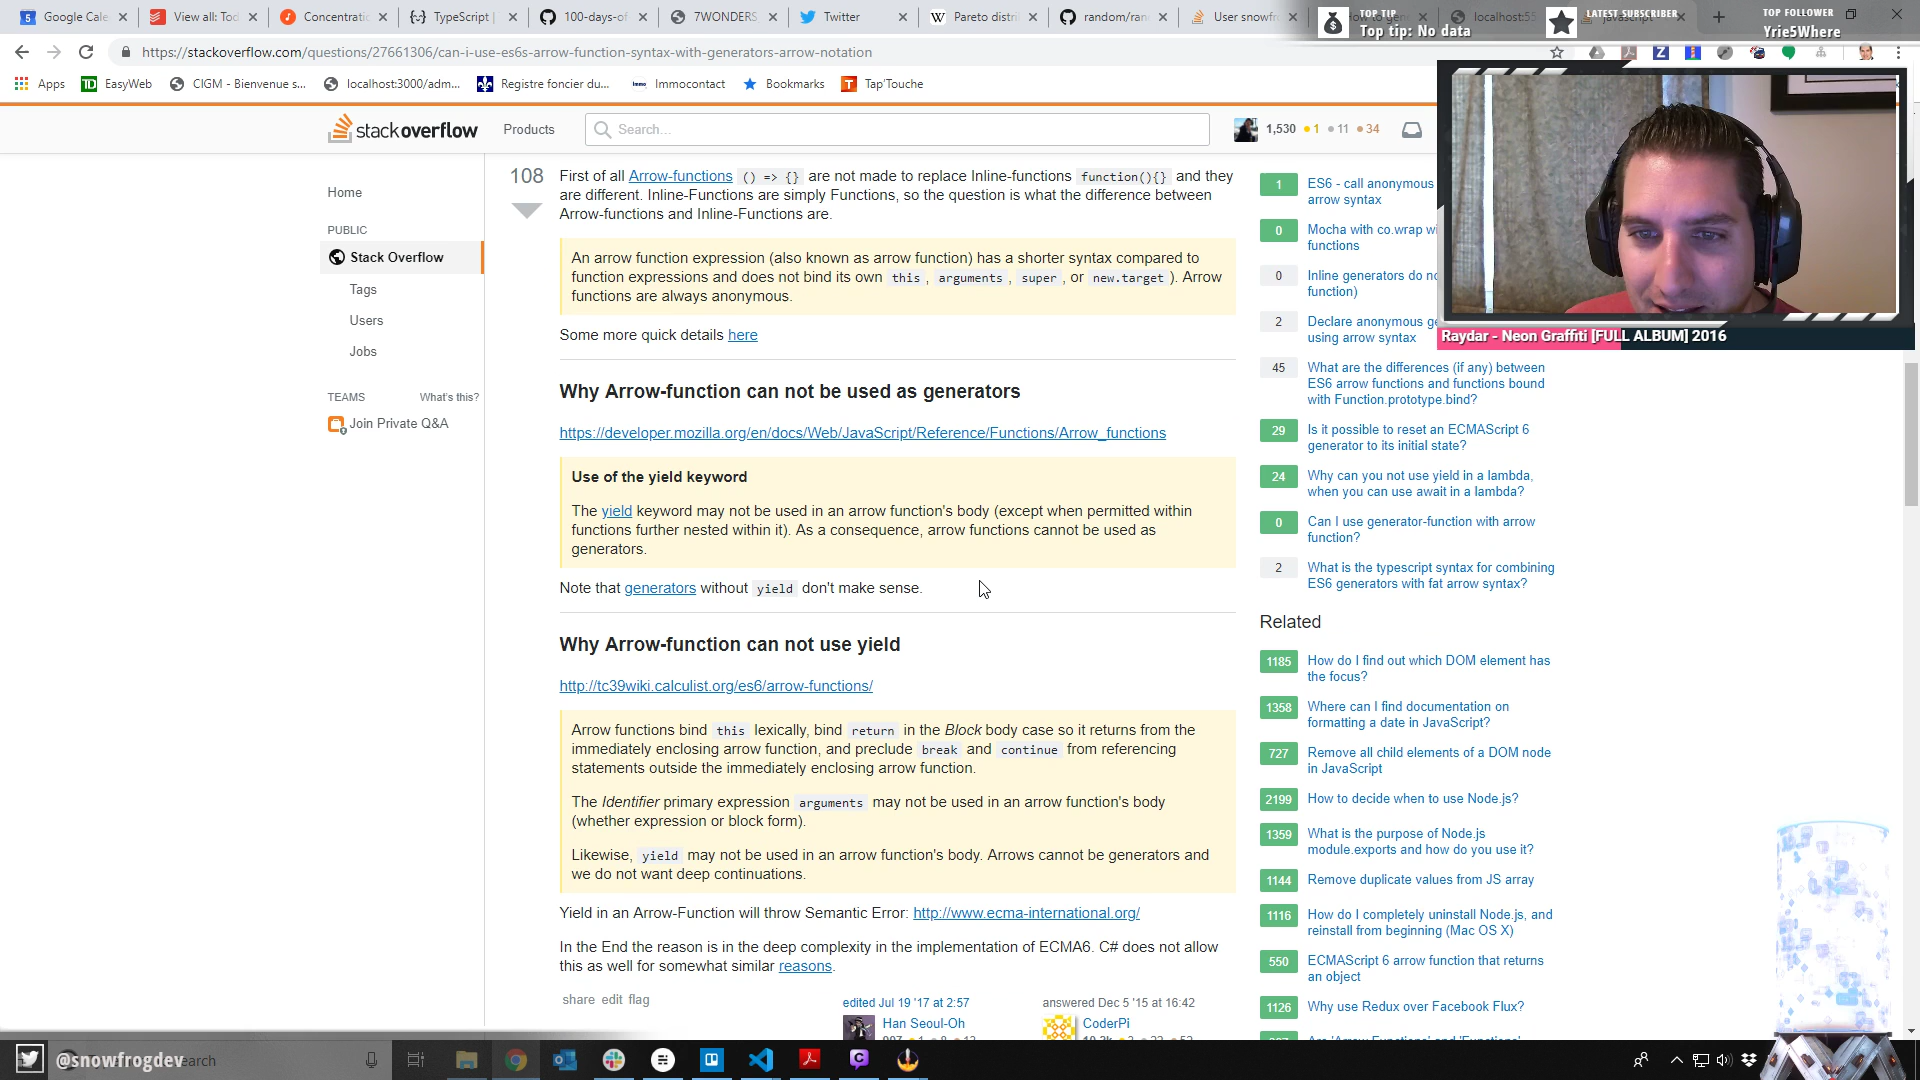 Google Cale
View all: Tod
Concentratic
TypeScript |
100-days-of
7WONDERS
Twitter
Pareto distri
random/ran
User snowfr
How to gen
localhost:55
TOP TIP
Top tip: No data
LATEST SUBSCRIBER
TOP FOLLOWER
Yrie5Where
https://stackoverflow.com/questions/27661306/can-i-use-es6s-arrow-function-syntax-with-generators-arrow-notation
Apps
EasyWeb
CIGM - Bienvenue s...
localhost:3000/adm...
Registre foncier du...
Immocontact
Bookmarks
Tap'Touche
stackoverflow
Products
Search...
1,530 1 11 34
Home
PUBLIC
Stack Overflow
Tags
Users
Jobs
TEAMS What's this?
Join Private Q&A
108
First of all Arrow-functions () => {} are not made to replace Inline-functions function(){} and they
are different. Inline-Functions are simply Functions, so the question is what the difference between
Arrow-functions and Inline-Functions are.
An arrow function expression (also known as arrow function) has a shorter syntax compared to
function expressions and does not bind its own this , arguments , super , or new.target ). Arrow
functions are always anonymous.
Some more quick details here
Why Arrow-function can not be used as generators
https://developer.mozilla.org/en/docs/Web/JavaScript/Reference/Functions/Arrow_functions
Use of the yield keyword
The yield keyword may not be used in an arrow function's body (except when permitted within
functions further nested within it). As a consequence, arrow functions cannot be used as
generators.
Note that generators without yield don't make sense.
Why Arrow-function can not use yield
http://tc39wiki.calculist.org/es6/arrow-functions/
Arrow functions bind this lexically, bind return in the Block body case so it returns from the
immediately enclosing arrow function, and preclude break and continue from referencing
statements outside the immediately enclosing arrow function.
The Identifier primary expression arguments may not be used in an arrow function's body
(whether expression or block form).
Likewise, yield may not be used in an arrow function's body. Arrows cannot be generators and
we do not want deep continuations.
Yield in an Arrow-Function will throw Semantic Error: http://www.ecma-international.org/
In the End the reason is in the deep complexity in the implementation of ECMA6. C# does not allow
this as well for somewhat similar reasons.
share edit flag
edited Jul 19 '17 at 2:57
Han Seoul-Oh
answered Dec 5 '15 at 16:42
CoderPi
1 ES6 - call anonymous
arrow syntax
0 Mocha with co.wrap wi
functions
0 Inline generators do no
function)
2 Declare anonymous ge
using arrow syntax
45 What are the differences (if any) between
ES6 arrow functions and functions bound
with Function.prototype.bind?
29 Is it possible to reset an ECMAScript 6
generator to its initial state?
24 Why can you not use yield in a lambda,
when you can use await in a lambda?
0 Can I use generator-function with arrow
function?
2 What is the typescript syntax for combining
ES6 generators with fat arrow syntax?
Related
1185 How do I find out which DOM element has
the focus?
1358 Where can I find documentation on
formatting a date in JavaScript?
727 Remove all child elements of a DOM node
in JavaScript
2199 How to decide when to use Node.js?
1359 What is the purpose of Node.js
module.exports and how do you use it?
1144 Remove duplicate values from JS array
1116 How do I completely uninstall Node.js, and
reinstall from beginning (Mac OS X)
550 ECMAScript 6 arrow function that returns
an object
1126 Why use Redux over Facebook Flux?
Raydar - Neon Graffiti [FULL ALBUM] 2016
@snowfrogdev